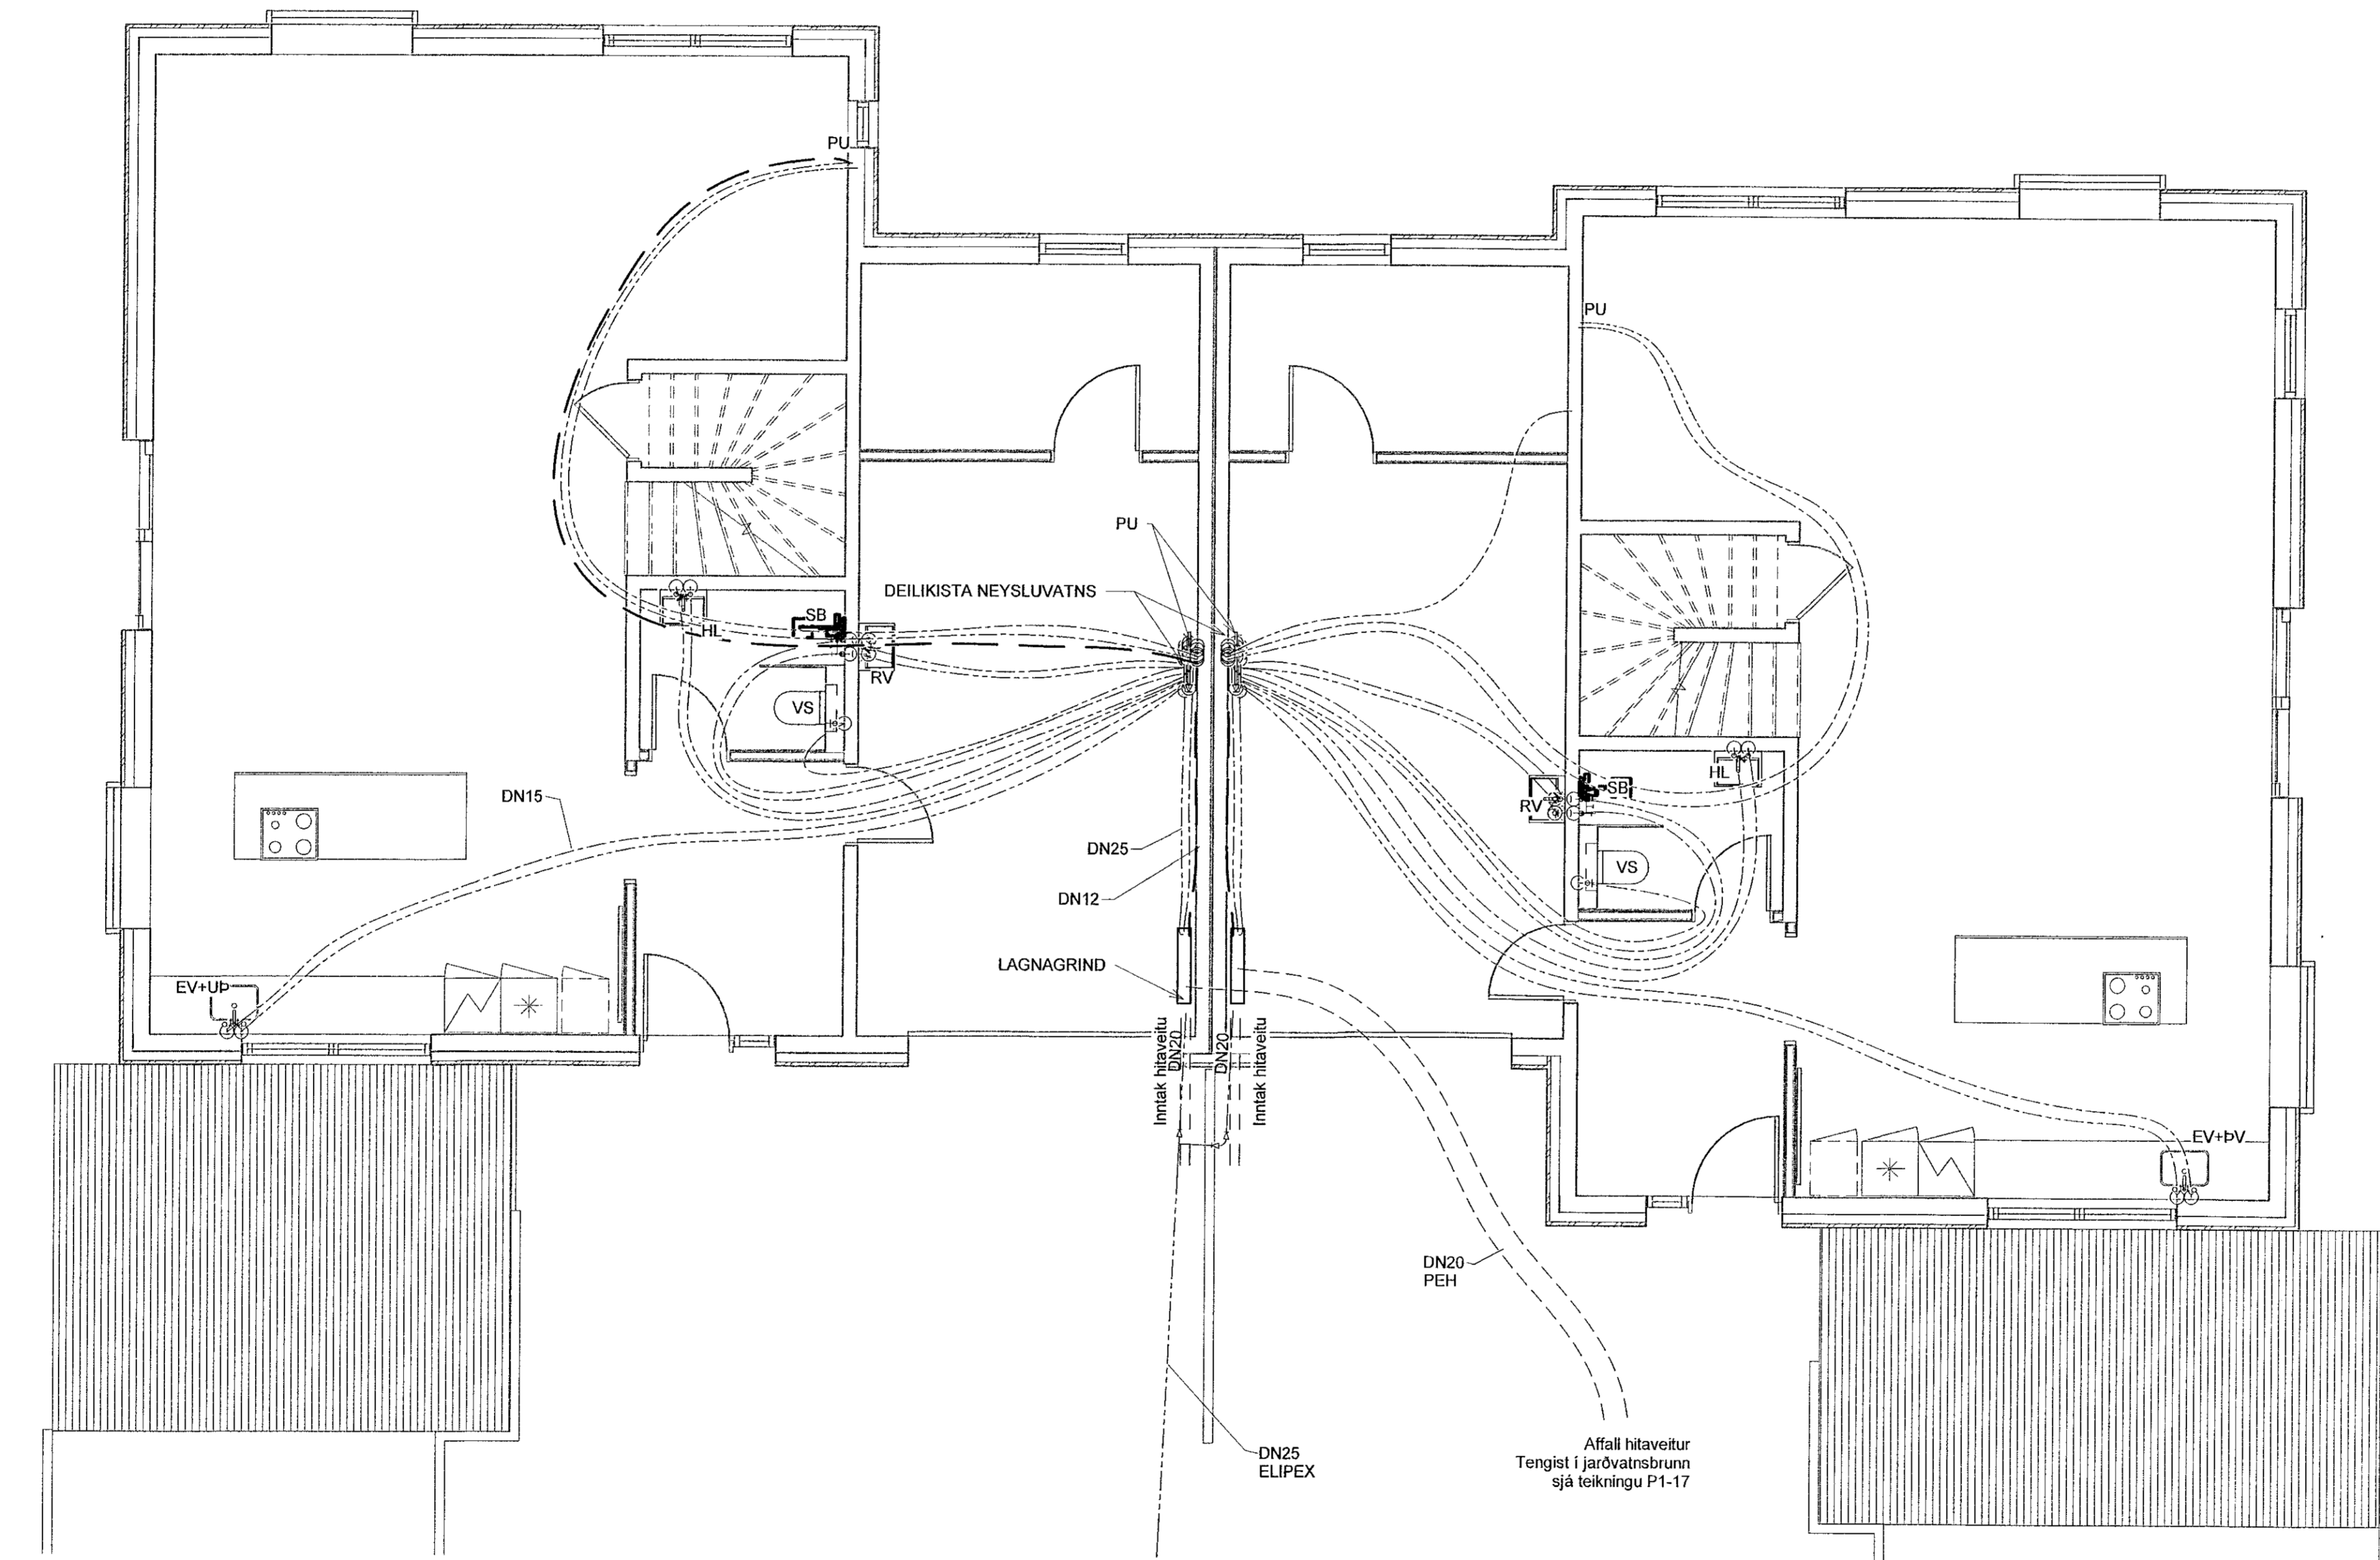 PU
PU
PU
DEILIKISTA NEYSLUVATNS
SB
HL
RV
VS
HL
SB
RV
VS
DN15
DN25
DN12
LAGNAGRIND
EV+UÞ
Inntak hitaveitu
DN20
DN20
Inntak hitaveitu
EV+ÞV
DN20
PEH
DN25
ELIPEX
Affall hitaveitur
Tengist í jarðvatnsbrunn
sjá teikningu P1-17